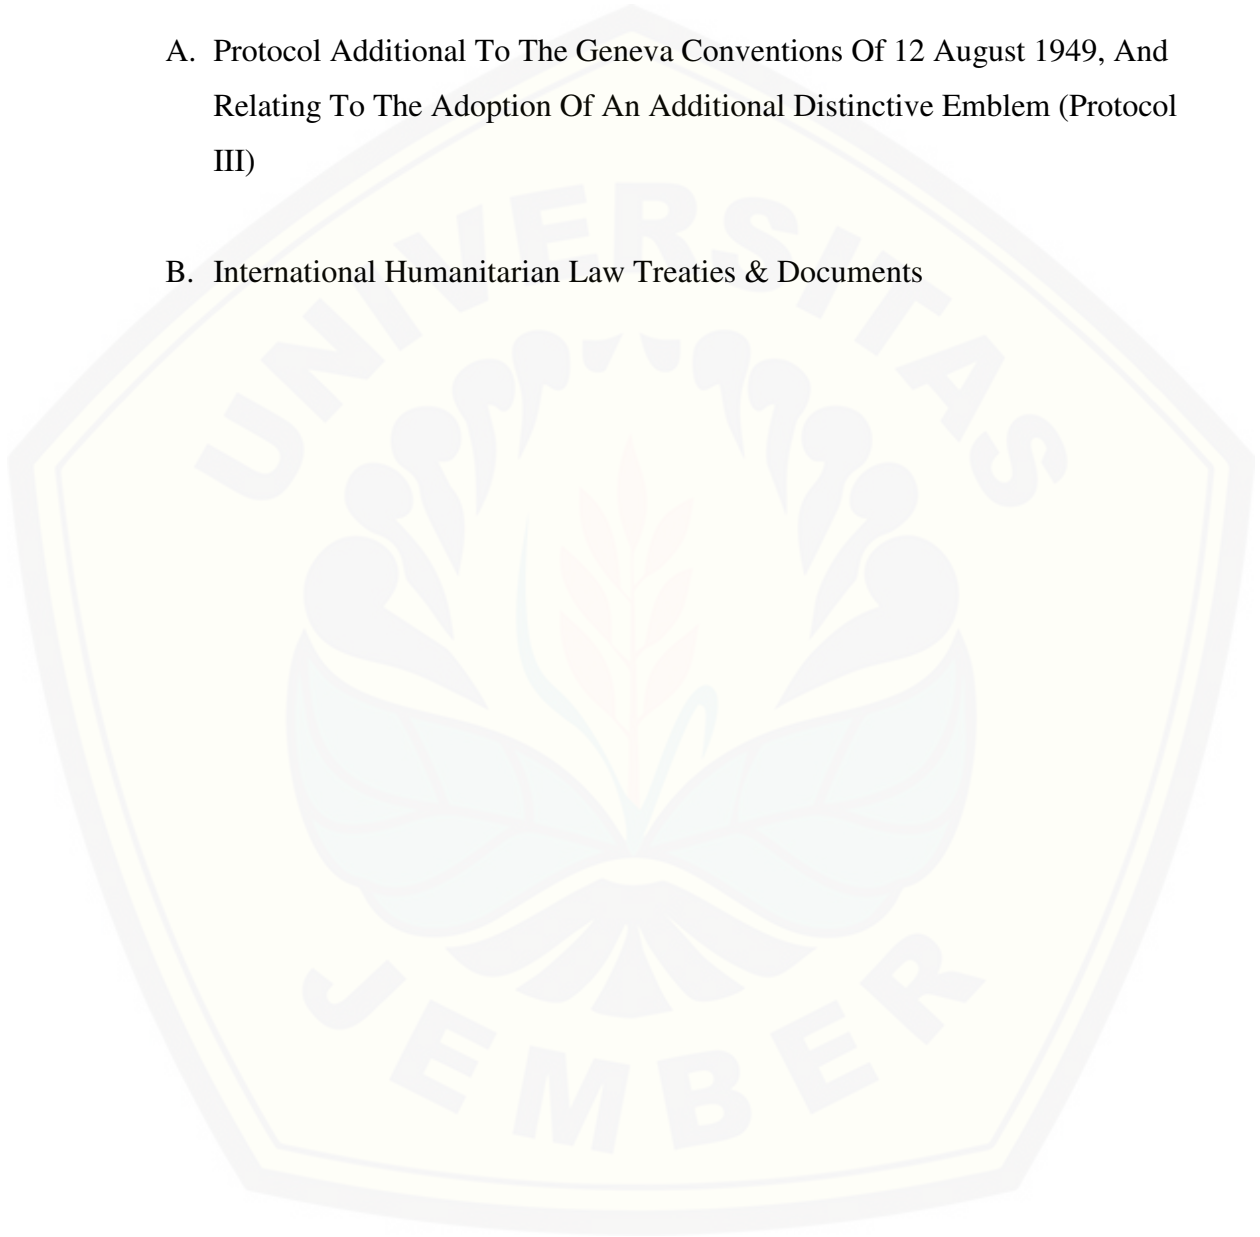 A. Protocol Additional To The Geneva Conventions Of 12 August 1949, And
Relating To The Adoption Of An Additional Distinctive Emblem (Protocol
III)
B. International Humanitarian Law Treaties & Documents
UNIVERSITAS
JEMBER